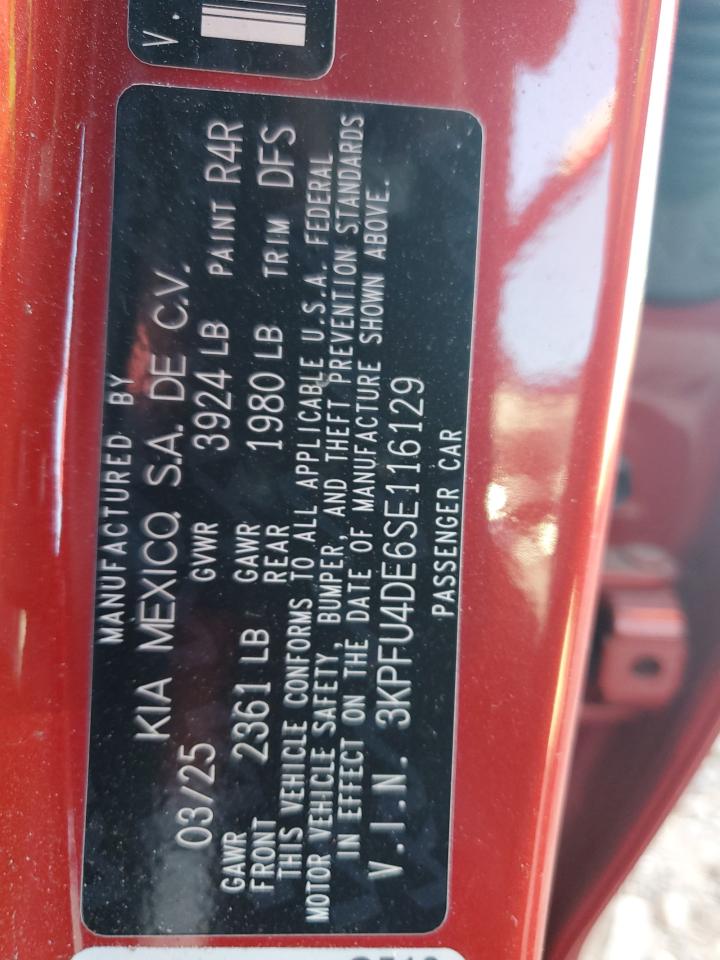 MANUFACTURED BY
KIA MEXICO, S.A. DE C.V.
03/25 GVWR 3924 LB PAINT R4R
GAWR FRONT 2361 LB GAWR REAR 1980 LB TRIM DFS
THIS VEHICLE CONFORMS TO ALL APPLICABLE U.S.A. FEDERAL
MOTOR VEHICLE SAFETY, BUMPER, AND THEFT PREVENTION STANDARDS
IN EFFECT ON THE DATE OF MANUFACTURE SHOWN ABOVE.
V.I.N. 3KPFU4DE6SE116129
PASSENGER CAR
V.